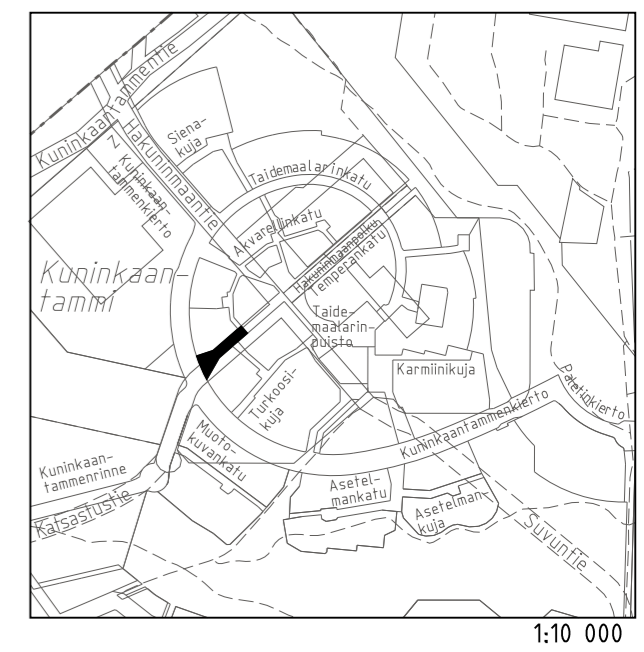 Kuninkaantammentie
Hakuninmaantie
Siena-
kuja
Kuninkaan-
tammenkierto
Taidemaalarinkatu
Akvarellinkatu
Hakuninmaanpolku
Temperankatu
Kuninkaan-
tammi
Taide-
maalarin-
puisto
Karmiinikuja
Turkoosi-
kuja
Paletinkierto
Kuninkaantammenkierto
Muoto-
kuvankatu
Kuninkaan-
tammenrinne
Katsastustie
Asetel-
mankatu
Asetelman-
kuja
Suvuntie
1:10 000